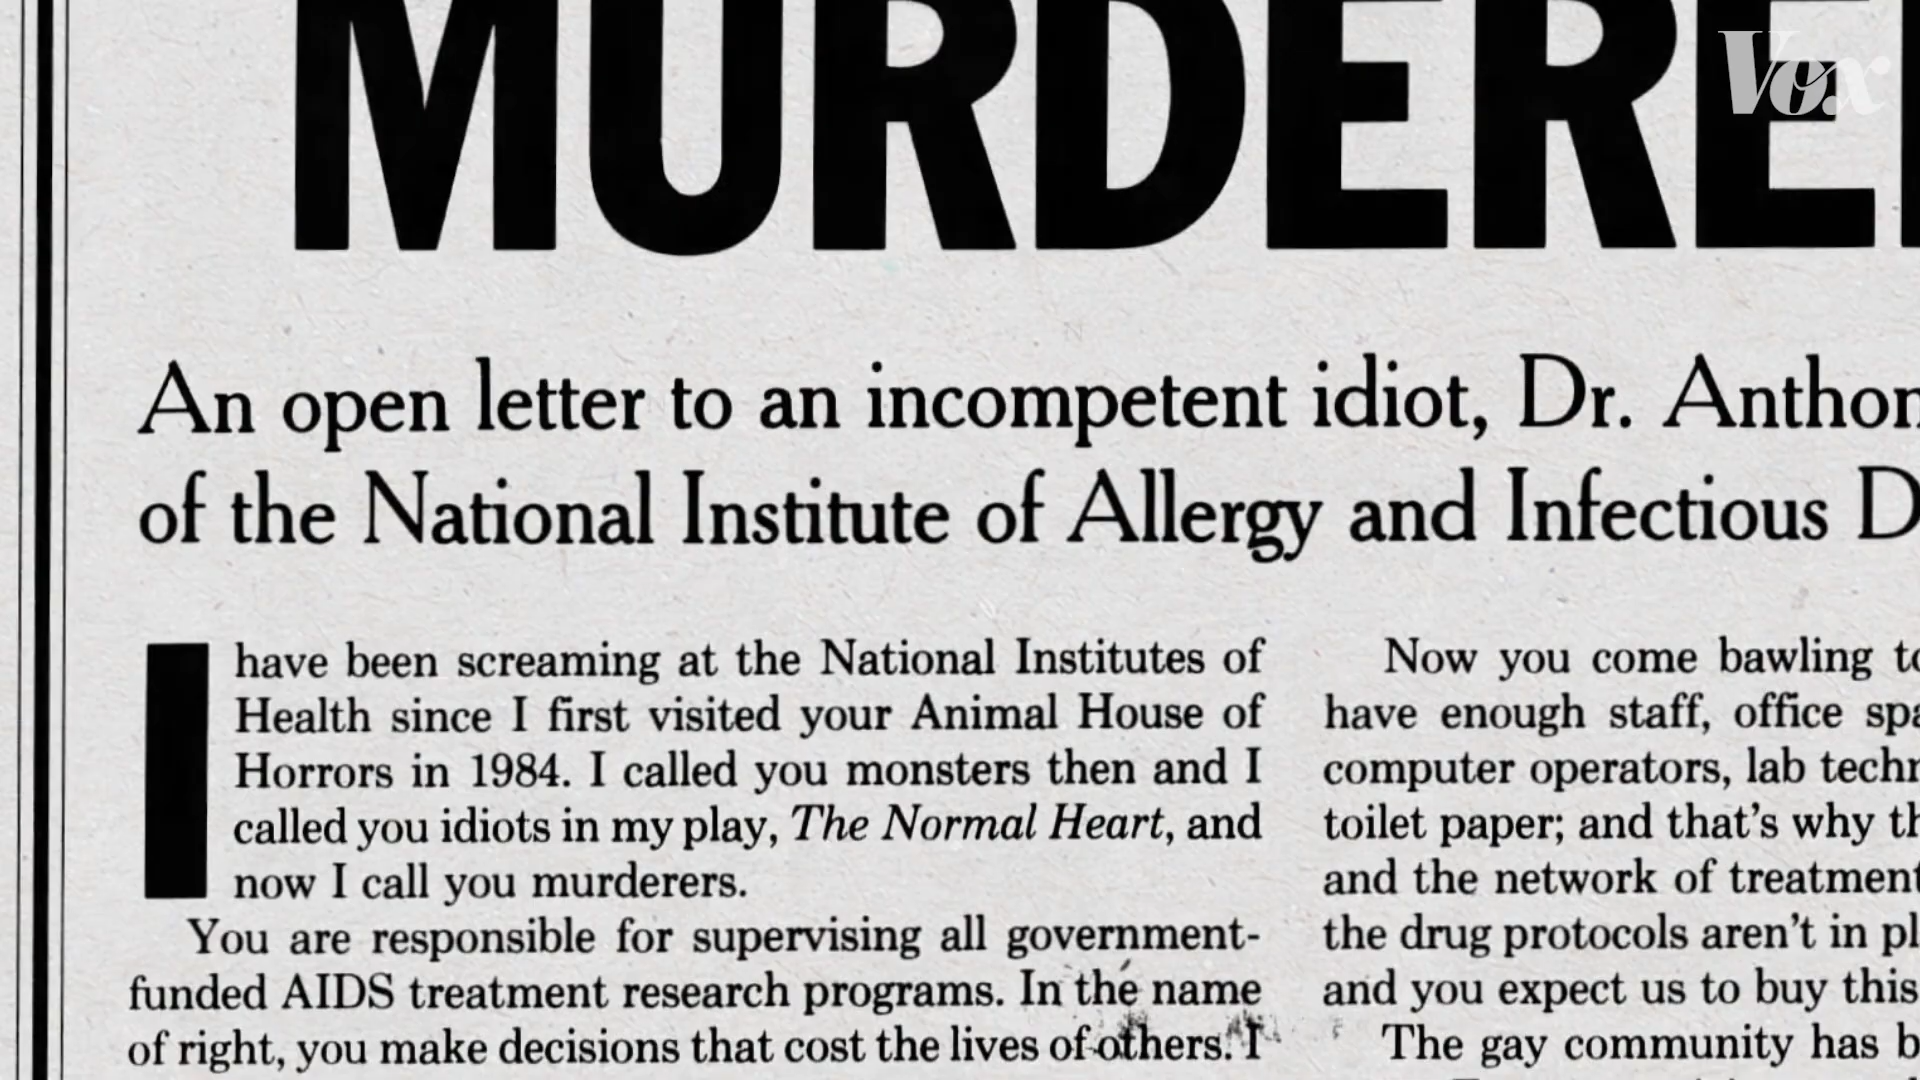 MURDERE
Vox
An open letter to an incompetent idiot, Dr. Anthon
of the National Institute of Allergy and Infectious D
I have been screaming at the National Institutes of
Health since I first visited your Animal House of
Horrors in 1984. I called you monsters then and I
called you idiots in my play, The Normal Heart, and
now I call you murderers.
You are responsible for supervising all government-
funded AIDS treatment research programs. In the name
of right, you make decisions that cost the lives of others. I
Now you come bawling to
have enough staff, office spa
computer operators, lab techn
toilet paper; and that's why th
and the network of treatment
the drug protocols aren't in pl
and you expect us to buy this
The gay community has b